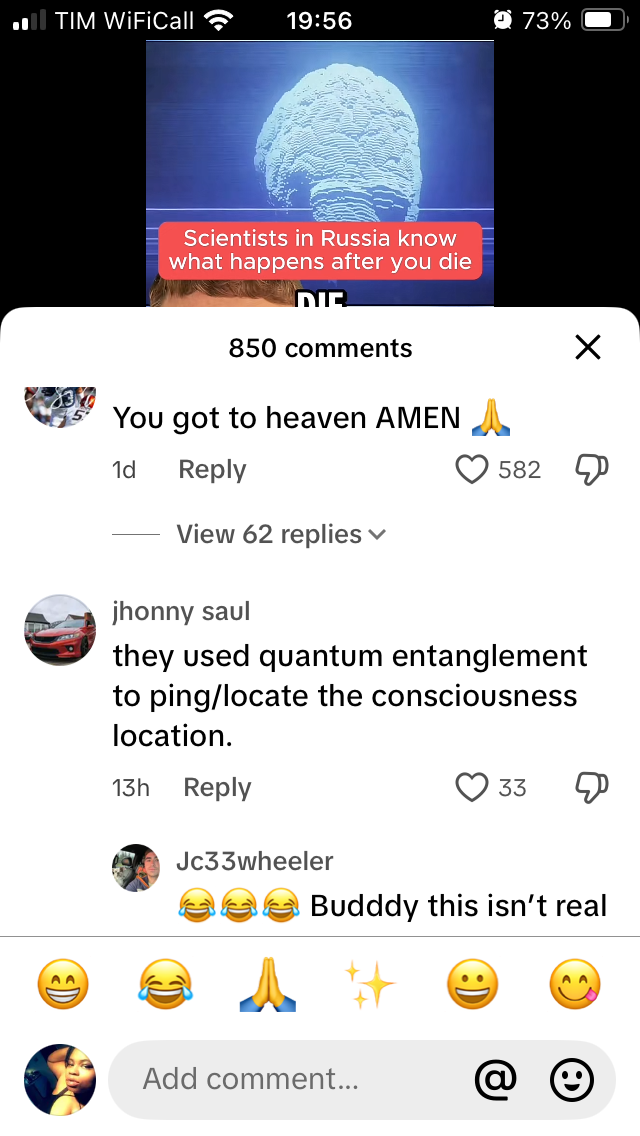 TIM WiFiCall 19:56 73%
Scientists in Russia know
what happens after you die
DIE
850 comments
You got to heaven AMEN 🙏
1d Reply 582
View 62 replies
jhonny saul
they used quantum entanglement
to ping/locate the consciousness
location.
13h Reply 33
Jc33wheeler
😂😂😂 Budddy this isn't real
😁 😂 🙏 ✨ 😀 😋
Add comment... @